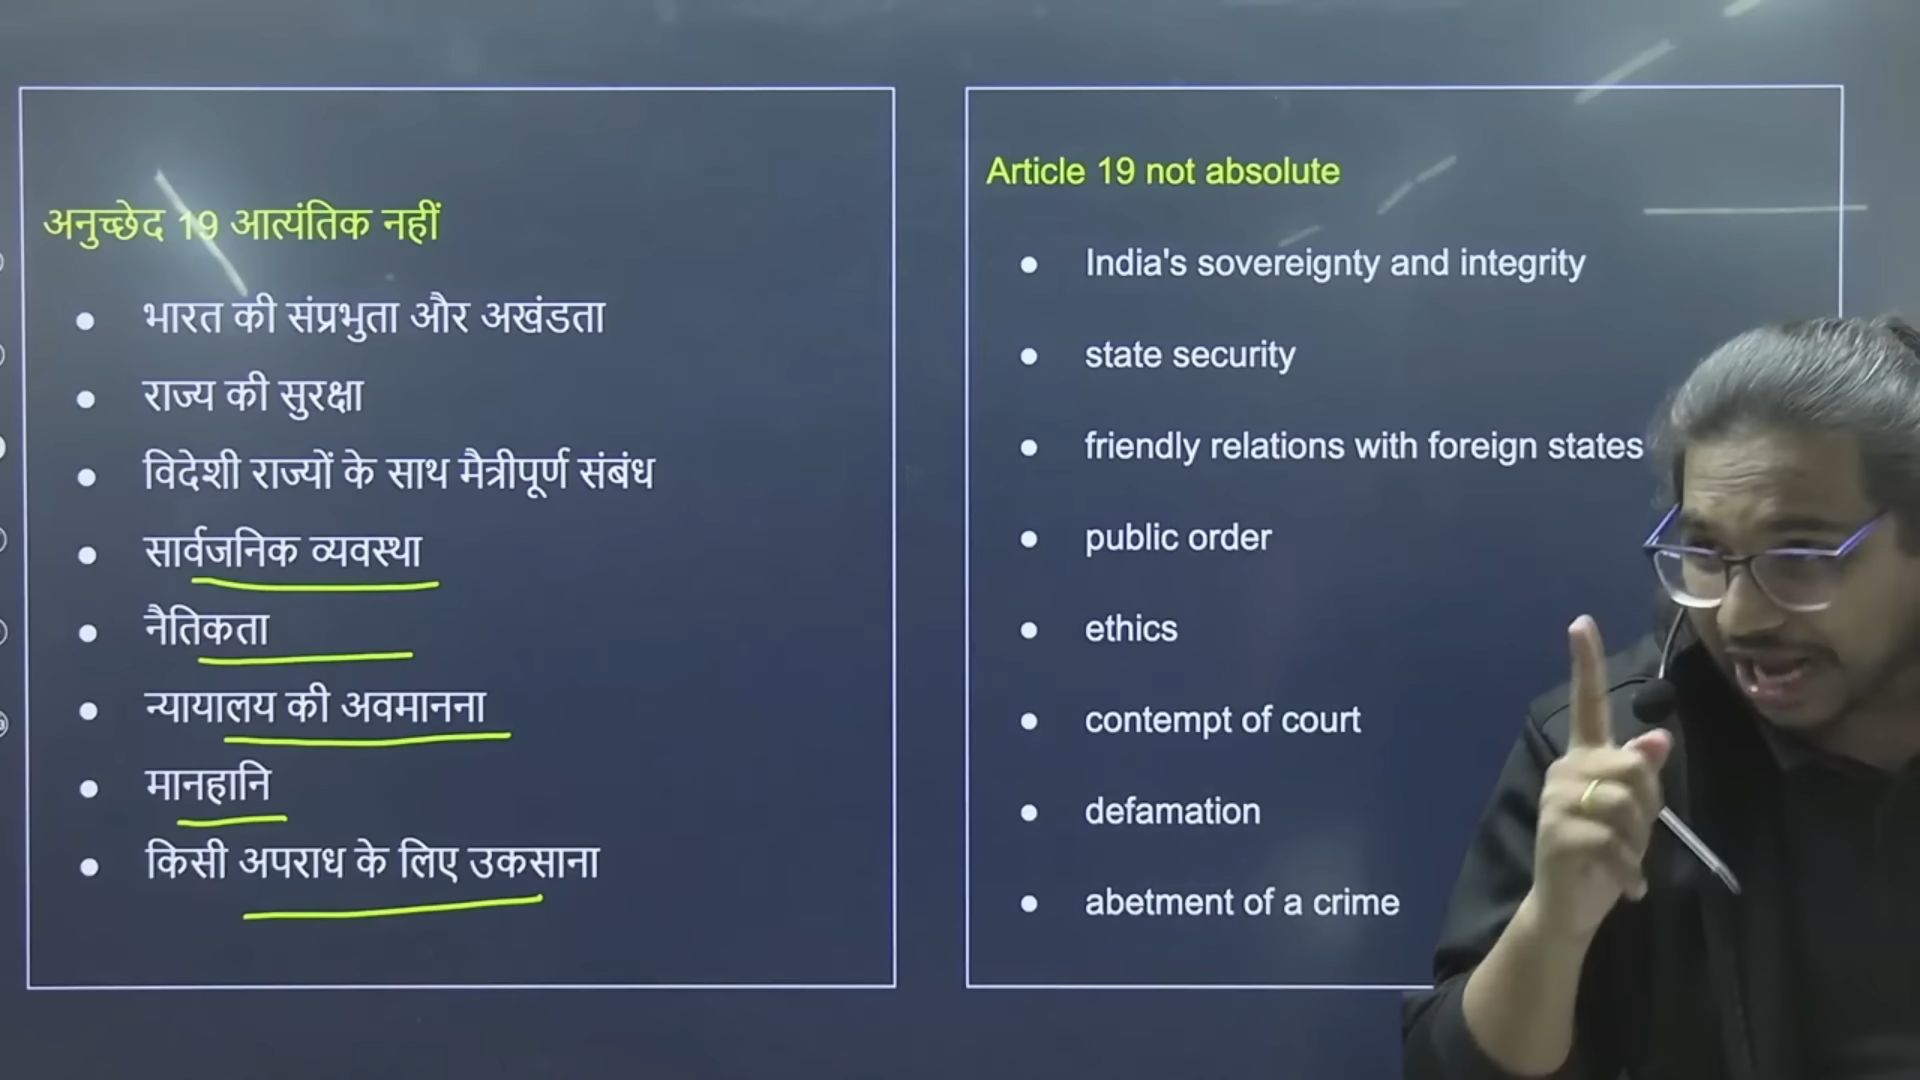 अनुच्छेद 19 आत्यंतिक नहीं
भारत की संप्रभुता और अखंडता
राज्य की सुरक्षा
विदेशी राज्यों के साथ मैत्रीपूर्ण संबंध
सार्वजनिक व्यवस्था
नैतिकता
न्यायालय की अवमानना
मानहानि
किसी अपराध के लिए उकसाना
Article 19 not absolute
India's sovereignty and integrity
state security
friendly relations with foreign states
public order
ethics
contempt of court
defamation
abetment of a crime